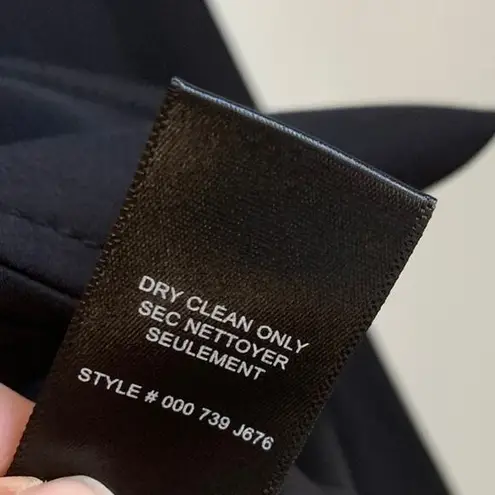 DRY CLEAN ONLY
SEC NETTOYER
SEULEMENT
STYLE # 000 739 J676